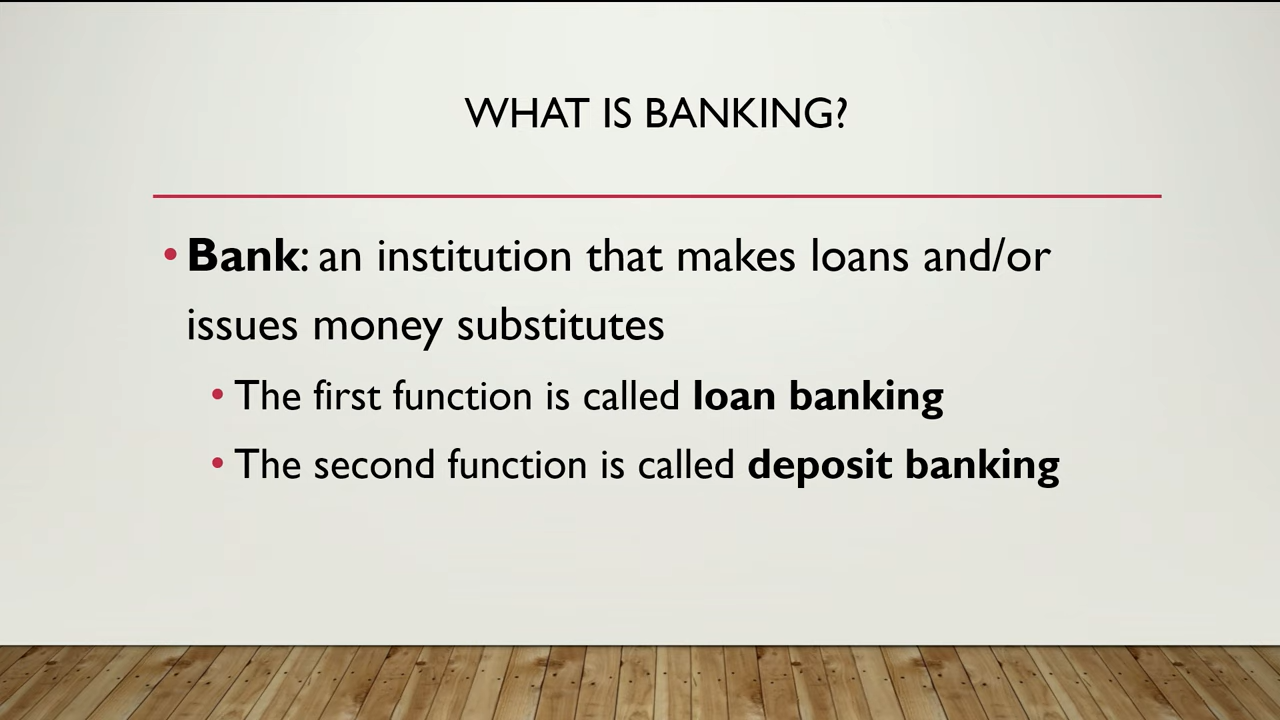 WHAT IS BANKING?
• Bank: an institution that makes loans and/or
issues money substitutes
• The first function is called loan banking
• The second function is called deposit banking